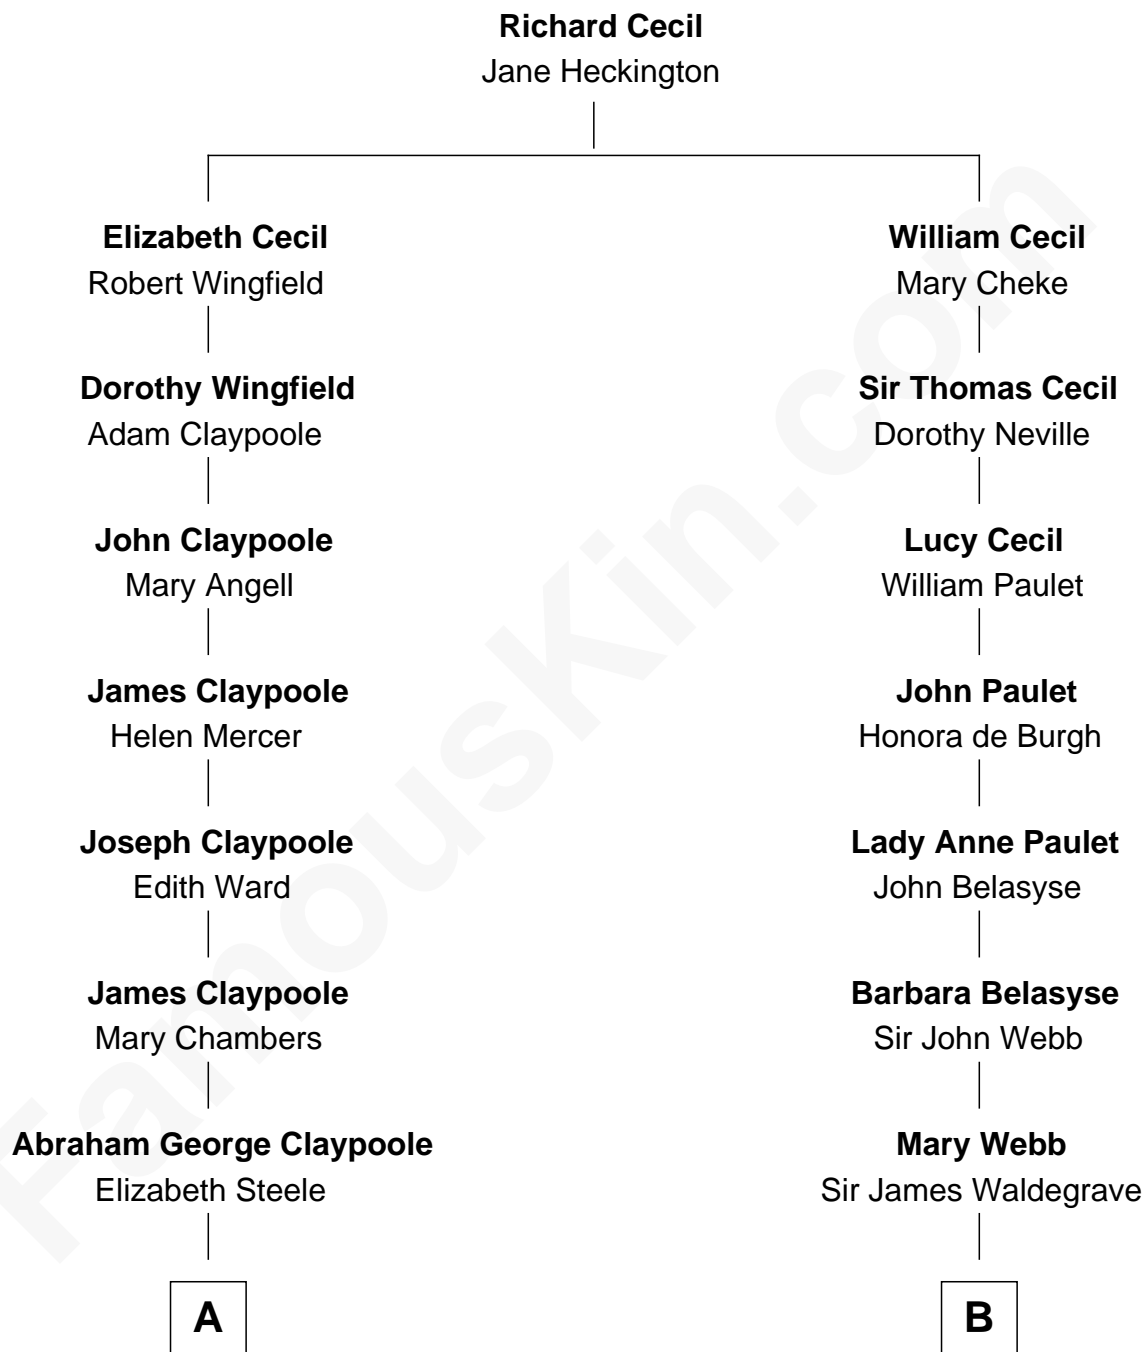 Richard Cecil
Jane Heckington
Elizabeth Cecil
Robert Wingfield
Dorothy Wingfield
Adam Claypoole
John Claypoole
Mary Angell
James Claypoole
Helen Mercer
Joseph Claypoole
Edith Ward
James Claypoole
Mary Chambers
Abraham George Claypoole
Elizabeth Steele
A
William Cecil
Mary Cheke
Sir Thomas Cecil
Dorothy Neville
Lucy Cecil
William Paulet
John Paulet
Honora de Burgh
Lady Anne Paulet
John Belasyse
Barbara Belasyse
Sir John Webb
Mary Webb
Sir James Waldegrave
B
FamousKin.com